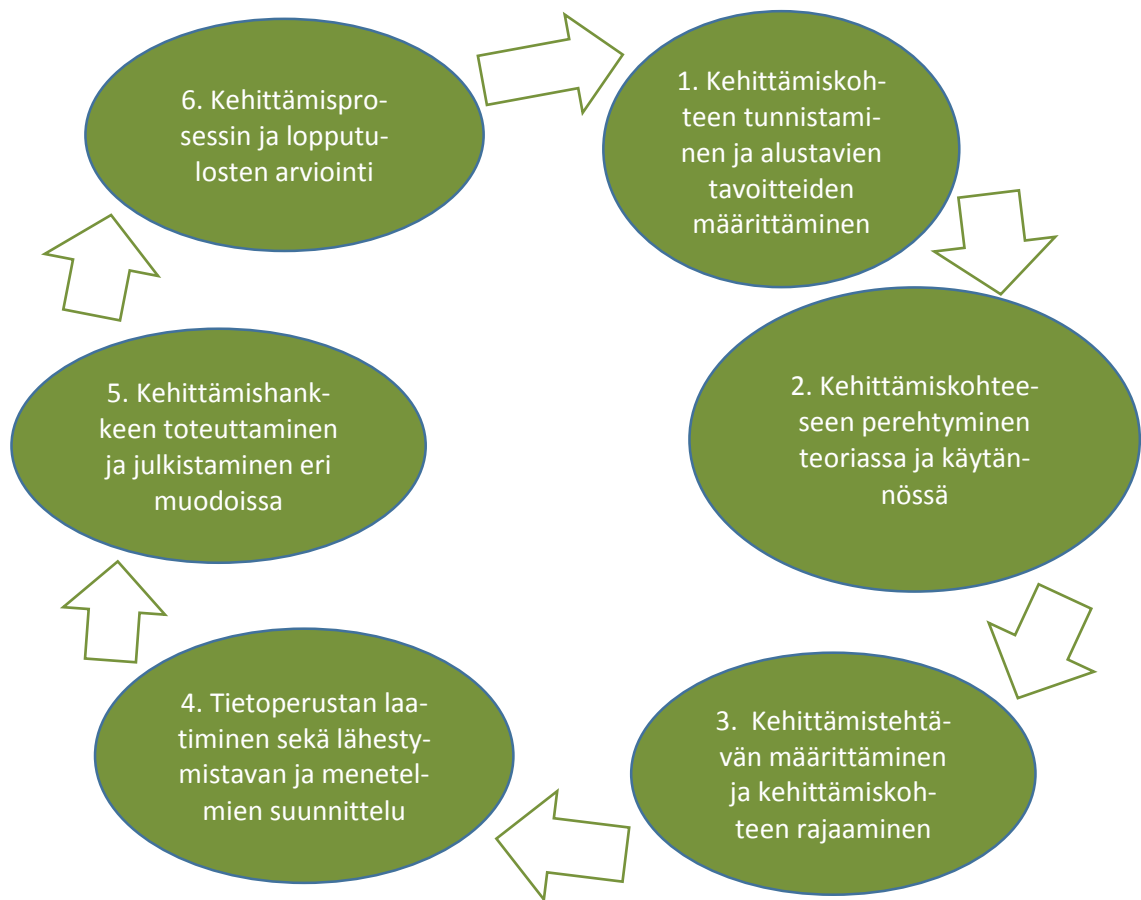 1. Kehittämiskoh-
teen tunnistami-
nen ja alustavien
tavoitteiden
määrittäminen
2. Kehittämiskohtee-
seen perehtyminen
teoriassa ja käytän-
nössä
3. Kehittämistehtä-
vän määrittäminen
ja kehittämiskoh-
teen rajaaminen
4. Tietoperustan laa-
timinen sekä lähesty-
mistavan ja menetel-
mien suunnittelu
5. Kehittämishank-
keen toteuttaminen
ja julkistaminen eri
muodoissa
6. Kehittämispro-
sessin ja lopputu-
losten arviointi